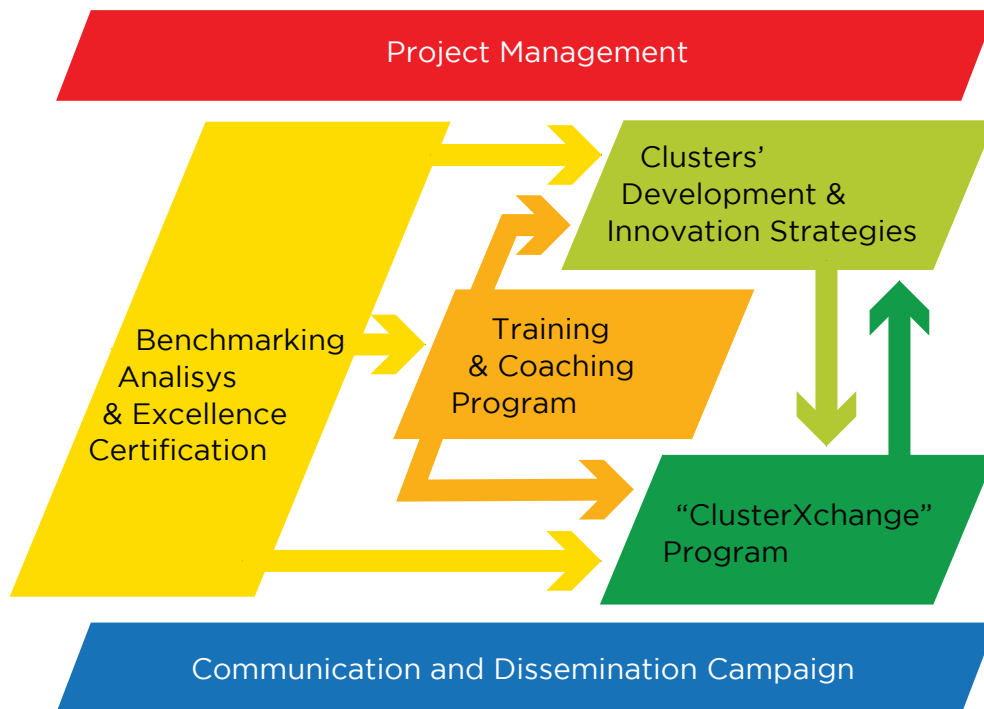 Project Management
Clusters’
Development &
Innovation Strategies
Benchmarking
Analisys
& Excellence
Certification
Training
& Coaching
Program
“ClusterXchange”
Program
Communication and Dissemination Campaign